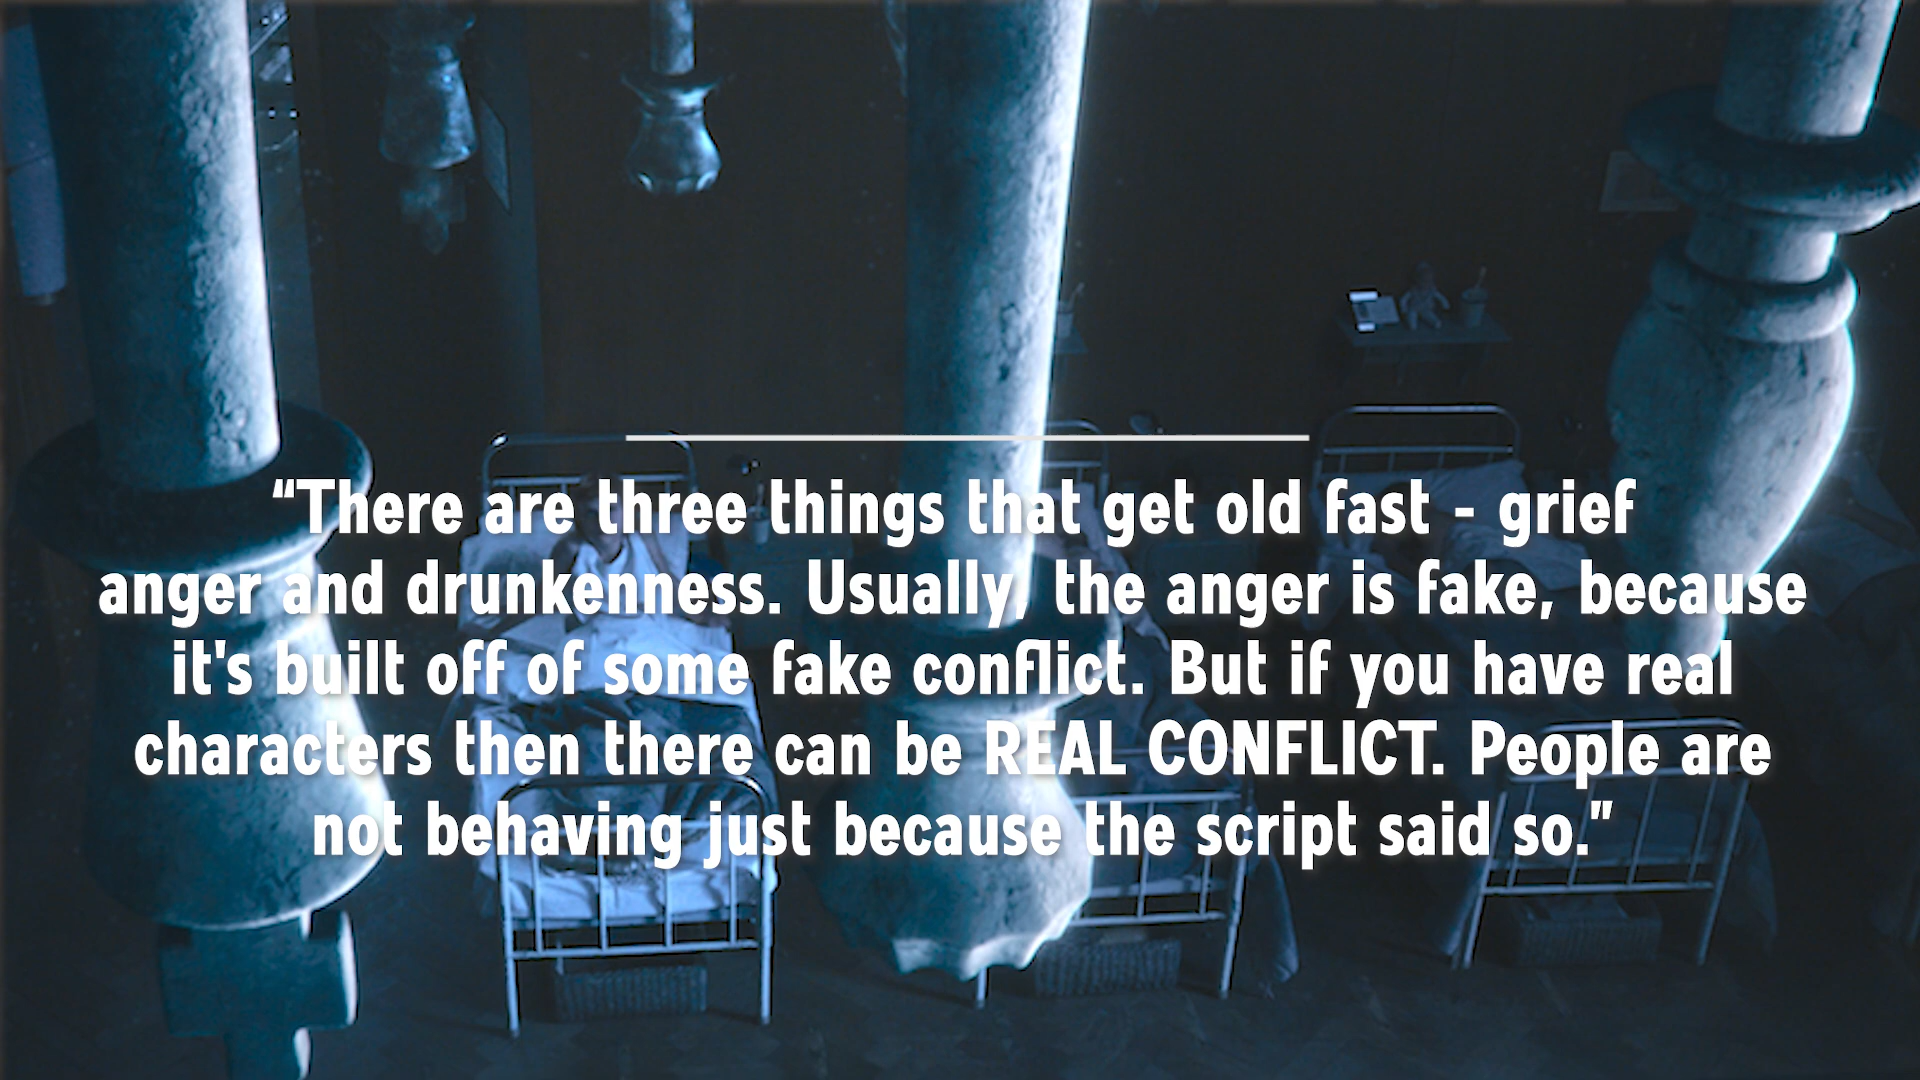 “There are three things that get old fast - grief
anger and drunkenness. Usually, the anger is fake, because
it's built off of some fake conflict. But if you have real
characters then there can be REAL CONFLICT. People are
not behaving just because the script said so.”